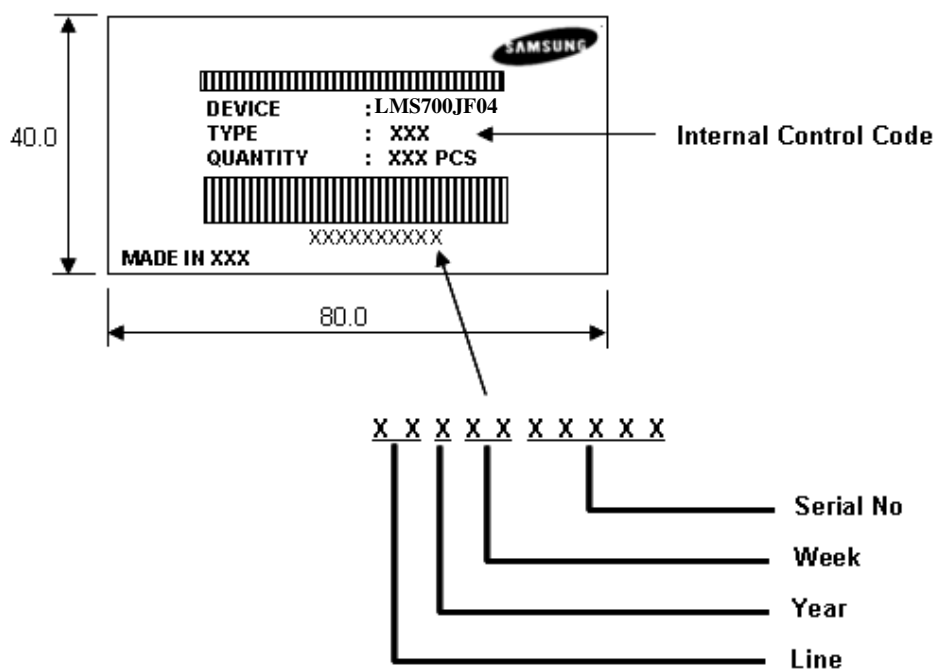 SAMSUNG
DEVICE :LMS700JF04
TYPE : XXX
QUANTITY : XXX PCS
XXXXXXXXXX
MADE IN XXX
40.0
80.0
Internal Control Code
X X X X X X X X X X
Serial No
Week
Year
Line